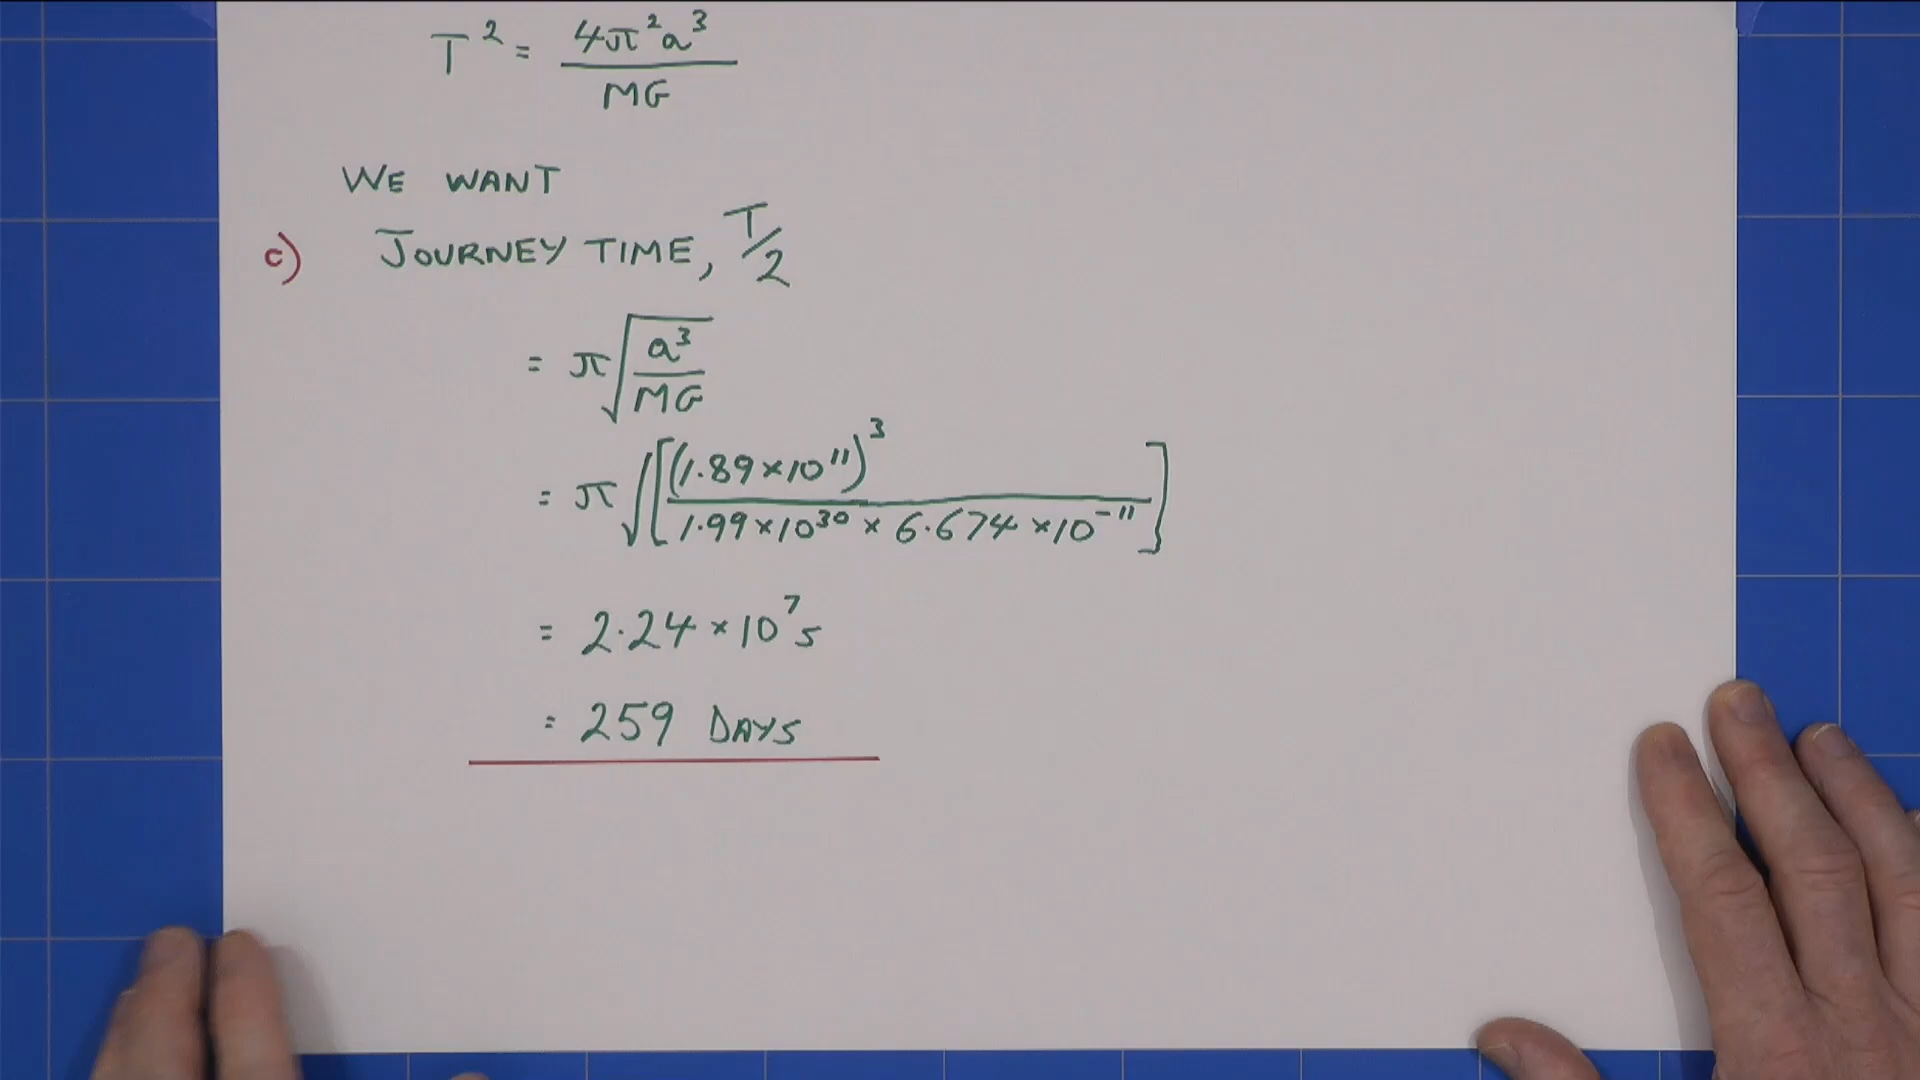 T² = 4π²a³ / MG
WE WANT
c) JOURNEY TIME, T/2
= π√(a³ / MG)
= π√[(1.89×10¹¹)³ / 1.99×10³⁰ × 6.674×10⁻¹¹]
= 2.24×10⁷s
= 259 DAYS